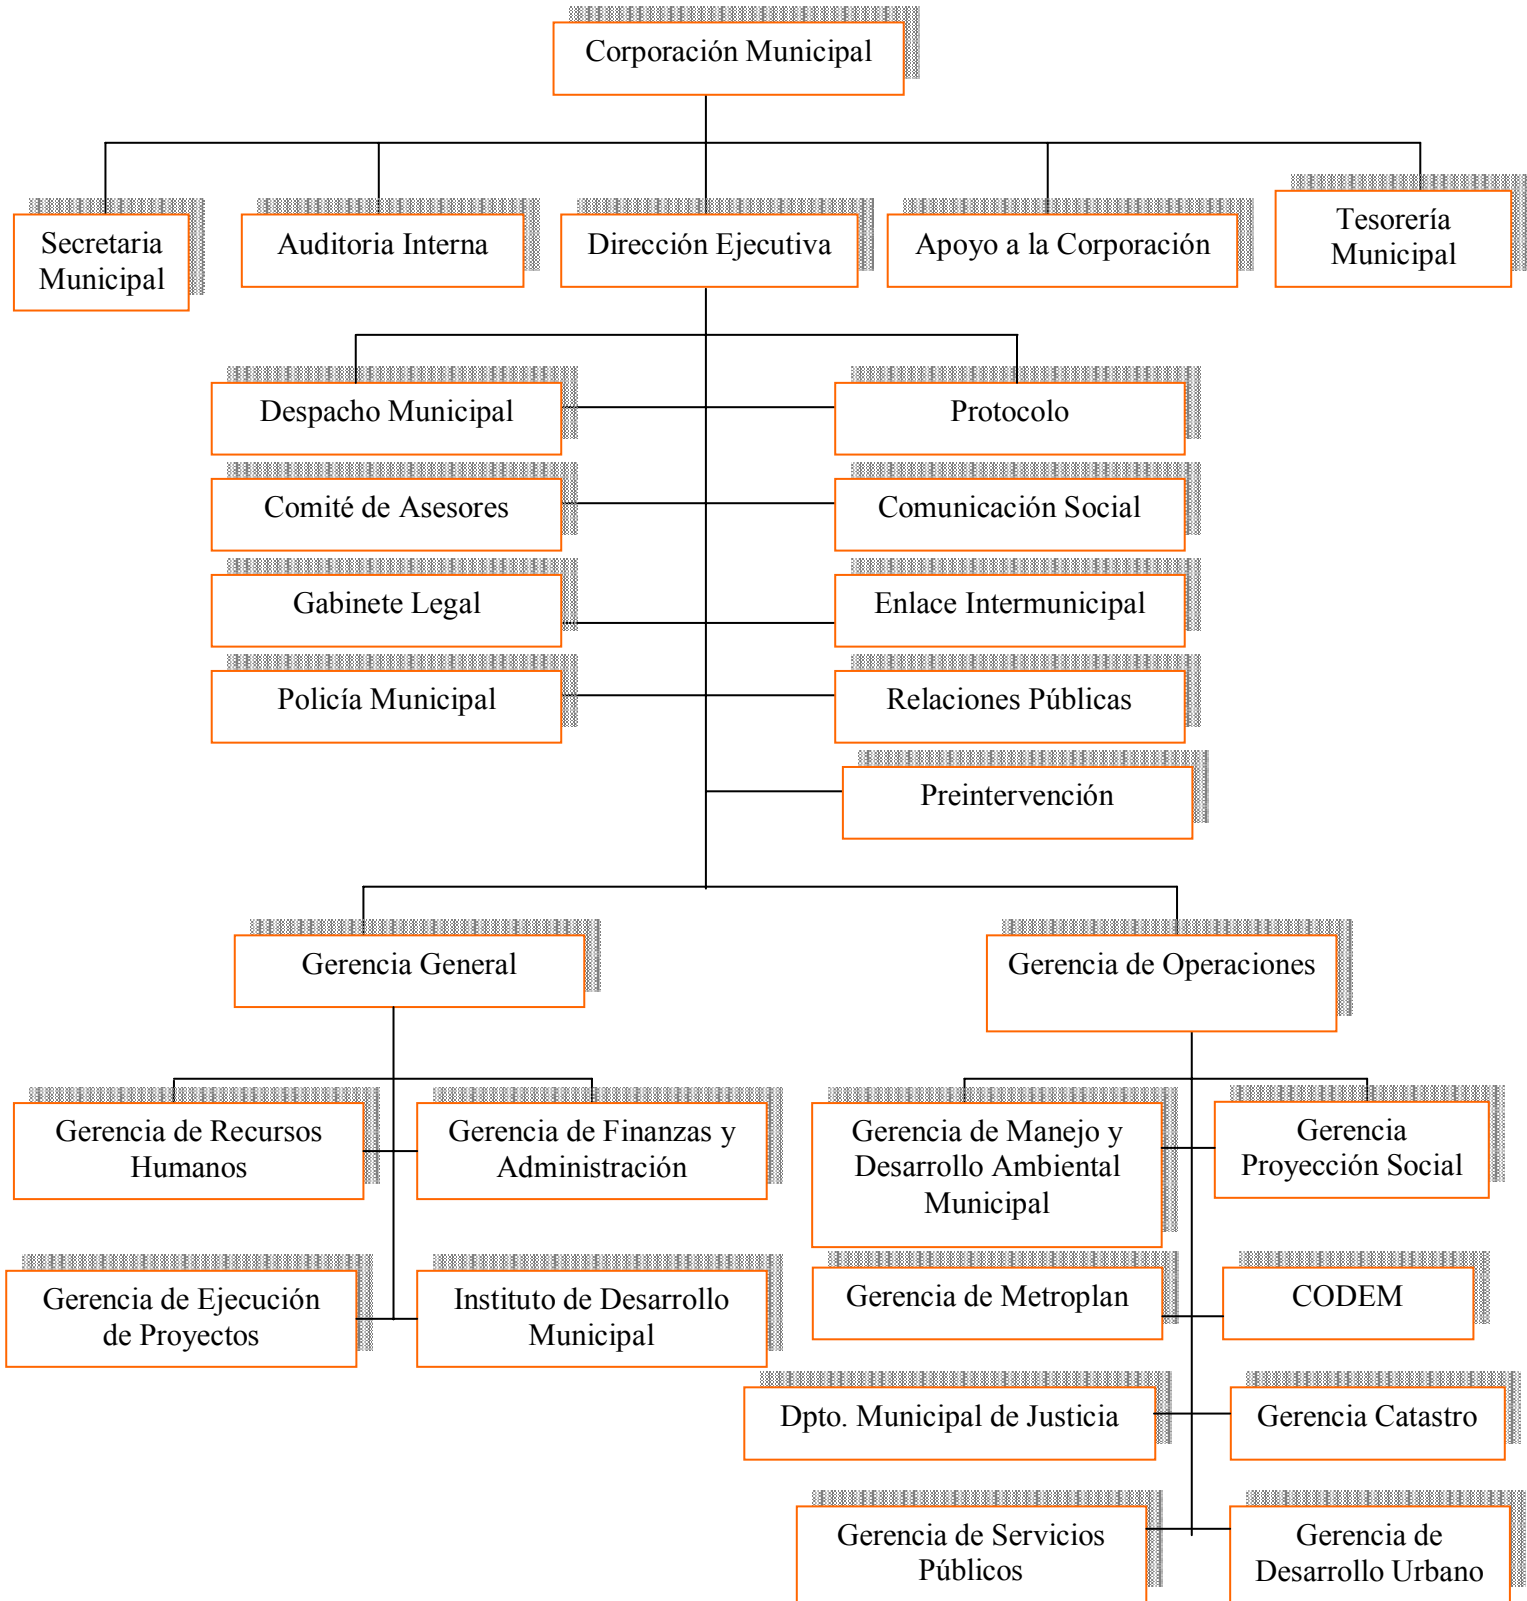 Corporación Municipal
Secretaria
Municipal
Auditoria Interna
Dirección Ejecutiva
Apoyo a la Corporación
Tesorería
Municipal
Despacho Municipal
Protocolo
Comité de Asesores
Comunicación Social
Gabinete Legal
Enlace Intermunicipal
Policía Municipal
Relaciones Públicas
Preintervención
Gerencia General
Gerencia de Operaciones
Gerencia de Recursos
Humanos
Gerencia de Finanzas y
Administración
Gerencia de Manejo y
Desarrollo Ambiental
Municipal
Gerencia
Proyección Social
Gerencia de Ejecución
de Proyectos
Instituto de Desarrollo
Municipal
Gerencia de Metroplan
CODEM
Dpto. Municipal de Justicia
Gerencia Catastro
Gerencia de Servicios
Públicos
Gerencia de
Desarrollo Urbano